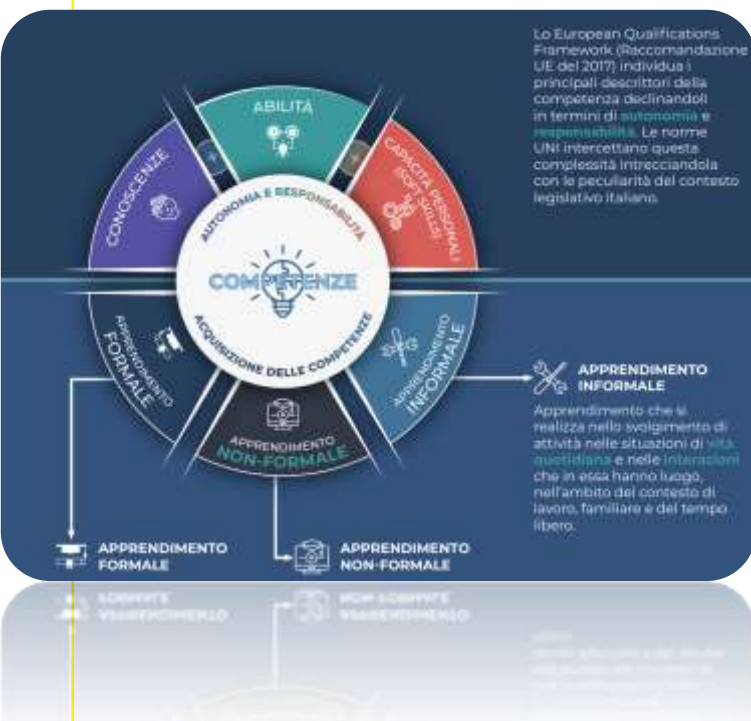 Lo European Qualifications
Framework (Raccomandazione
UE del 2017) individua i
principali descrittori della
competenza declinandoli
in termini di autonomia e
responsabilità. Le norme
UNI intercettano questa
complessità intrecciandola
con le peculiarità del contesto
legislativo italiano.
CONOSCENZE
+
ABILITÀ
+
CAPACITÀ PERSONALI
(SOFT SKILLS)
AUTONOMIA E RESPONSABILITÀ
COMPETENZE
ACQUISIZIONE DELLE COMPETENZE
APPRENDIMENTO
FORMALE
APPRENDIMENTO
NON-FORMALE
APPRENDIMENTO
INFORMALE
APPRENDIMENTO
INFORMALE
Apprendimento che si
realizza nello svolgimento di
attività nelle situazioni di vita
quotidiana e nelle interazioni
che in essa hanno luogo,
nell'ambito del contesto di
lavoro, familiare e del tempo
libero.
APPRENDIMENTO
FORMALE
APPRENDIMENTO
NON-FORMALE